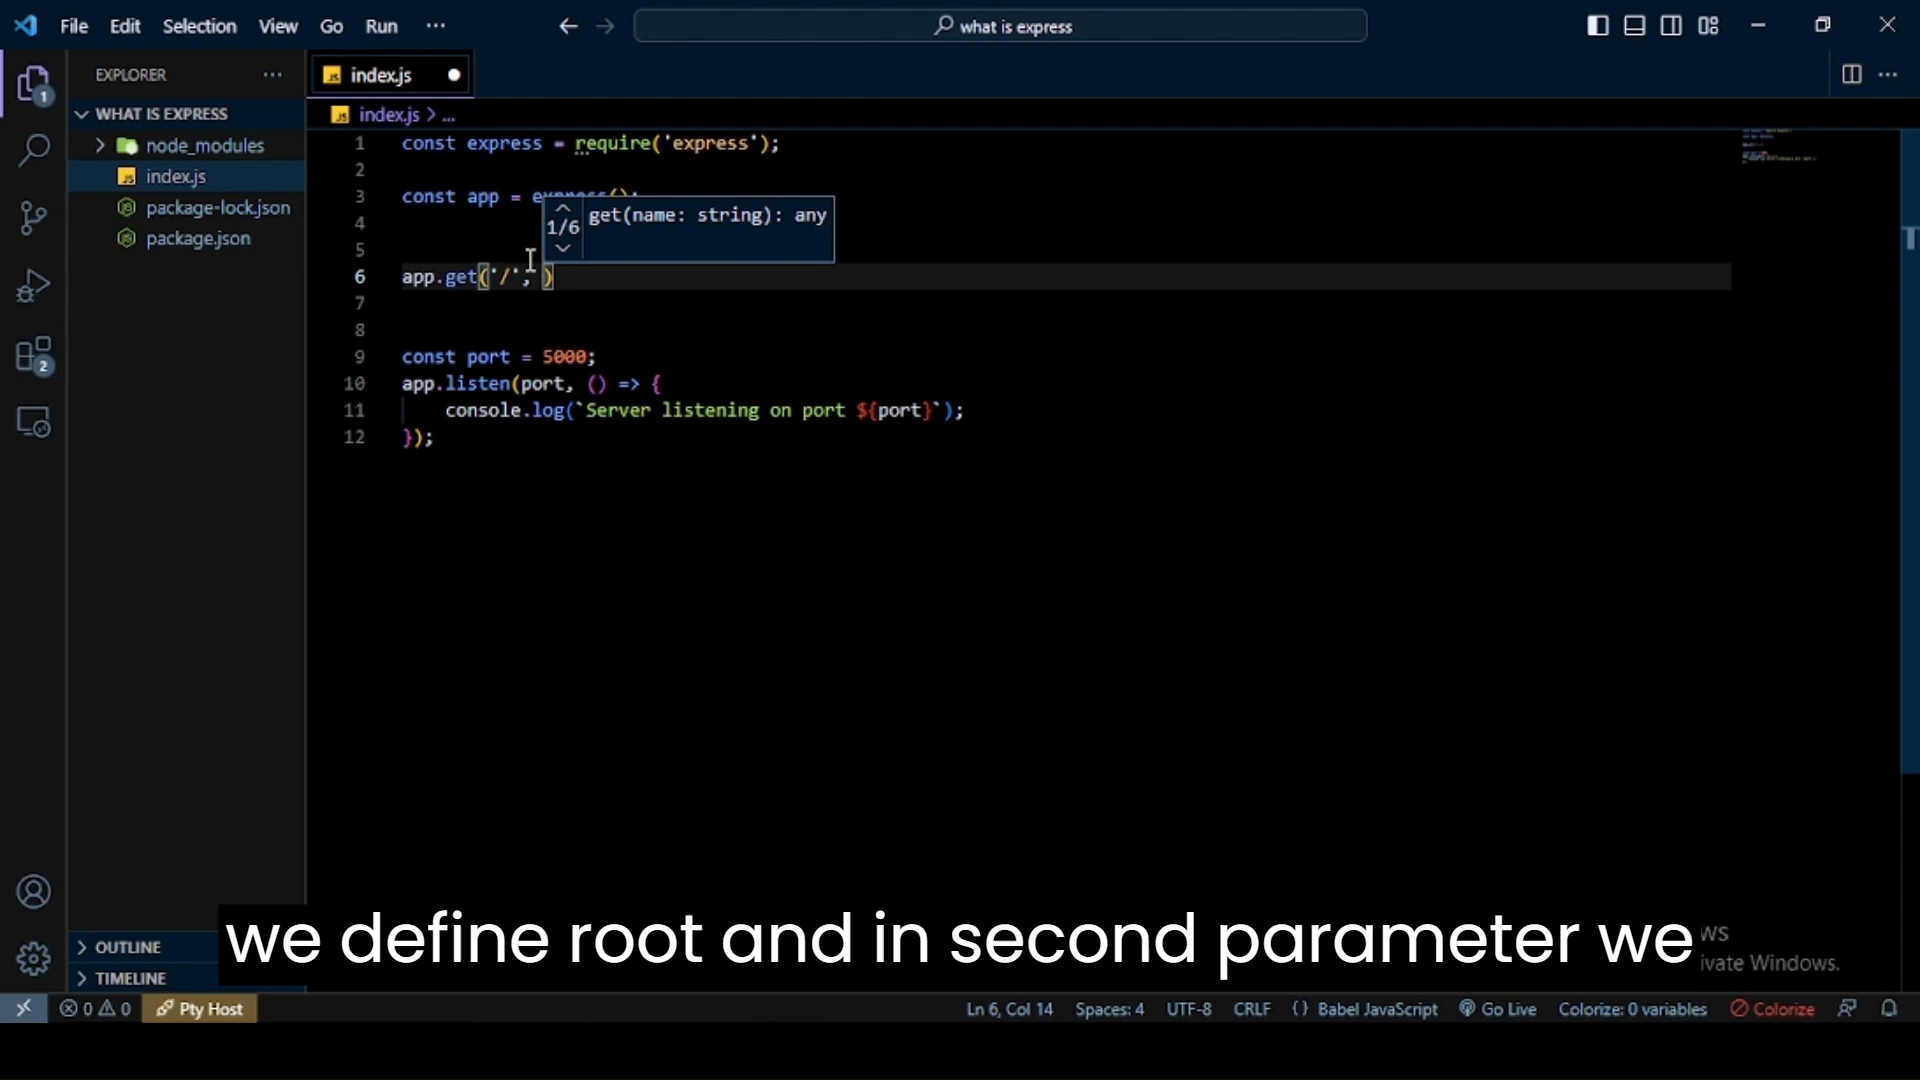 File Edit Selection View Go Run ···
what is express
EXPLORER ···
WHAT IS EXPRESS
node_modules
index.js
package-lock.json
package.json
OUTLINE
TIMELINE
1
2
index.js
index.js > ...
1 const express = require('express');
2
3 const app = express();
get(name: string): any
1/6
4
5
6 app.get('/', )
7
8
9 const port = 5000;
10 app.listen(port, () => {
11 console.log(`Server listening on port ${port}`);
12 });
we define root and in second parameter we
ws
ivate Windows.
0 0 Pty Host Ln 6, Col 14 Spaces: 4 UTF-8 CRLF {} Babel JavaScript Go Live Colorize: 0 variables Colorize